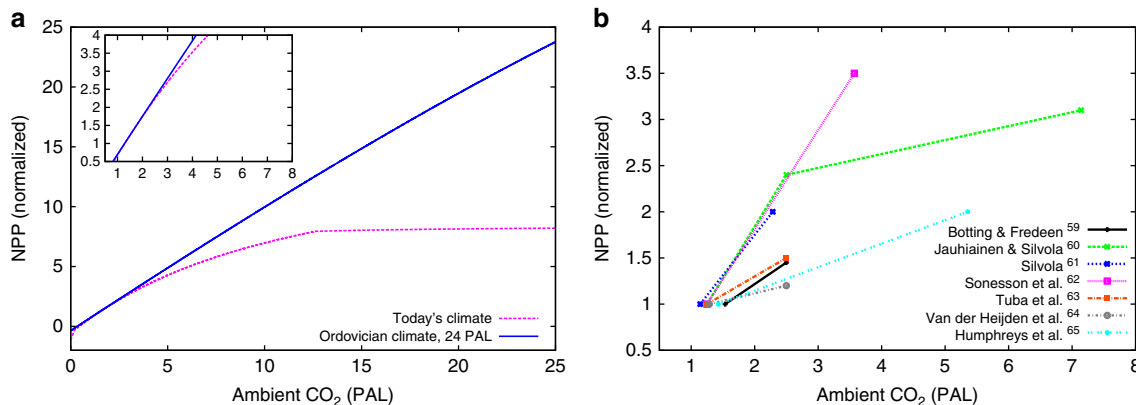 a
NPP (normalized)
25
20
15
10
5
0
0
5
10
15
20
25
Ambient CO₂ (PAL)
4
3.5
3
2.5
2
1.5
1
0.5
1
2
3
4
5
6
7
8
Today's climate
Ordovician climate, 24 PAL
b
NPP (normalized)
4
3.5
3
2.5
2
1.5
1
0.5
1
2
3
4
5
6
7
8
Ambient CO₂ (PAL)
Botting & Fredeen ⁵⁹
Jauhiainen & Silvola ⁶⁰
Silvola ⁶¹
Sonesson et al. ⁶²
Tuba et al. ⁶³
Van der Heijden et al. ⁶⁴
Humphreys et al. ⁶⁵